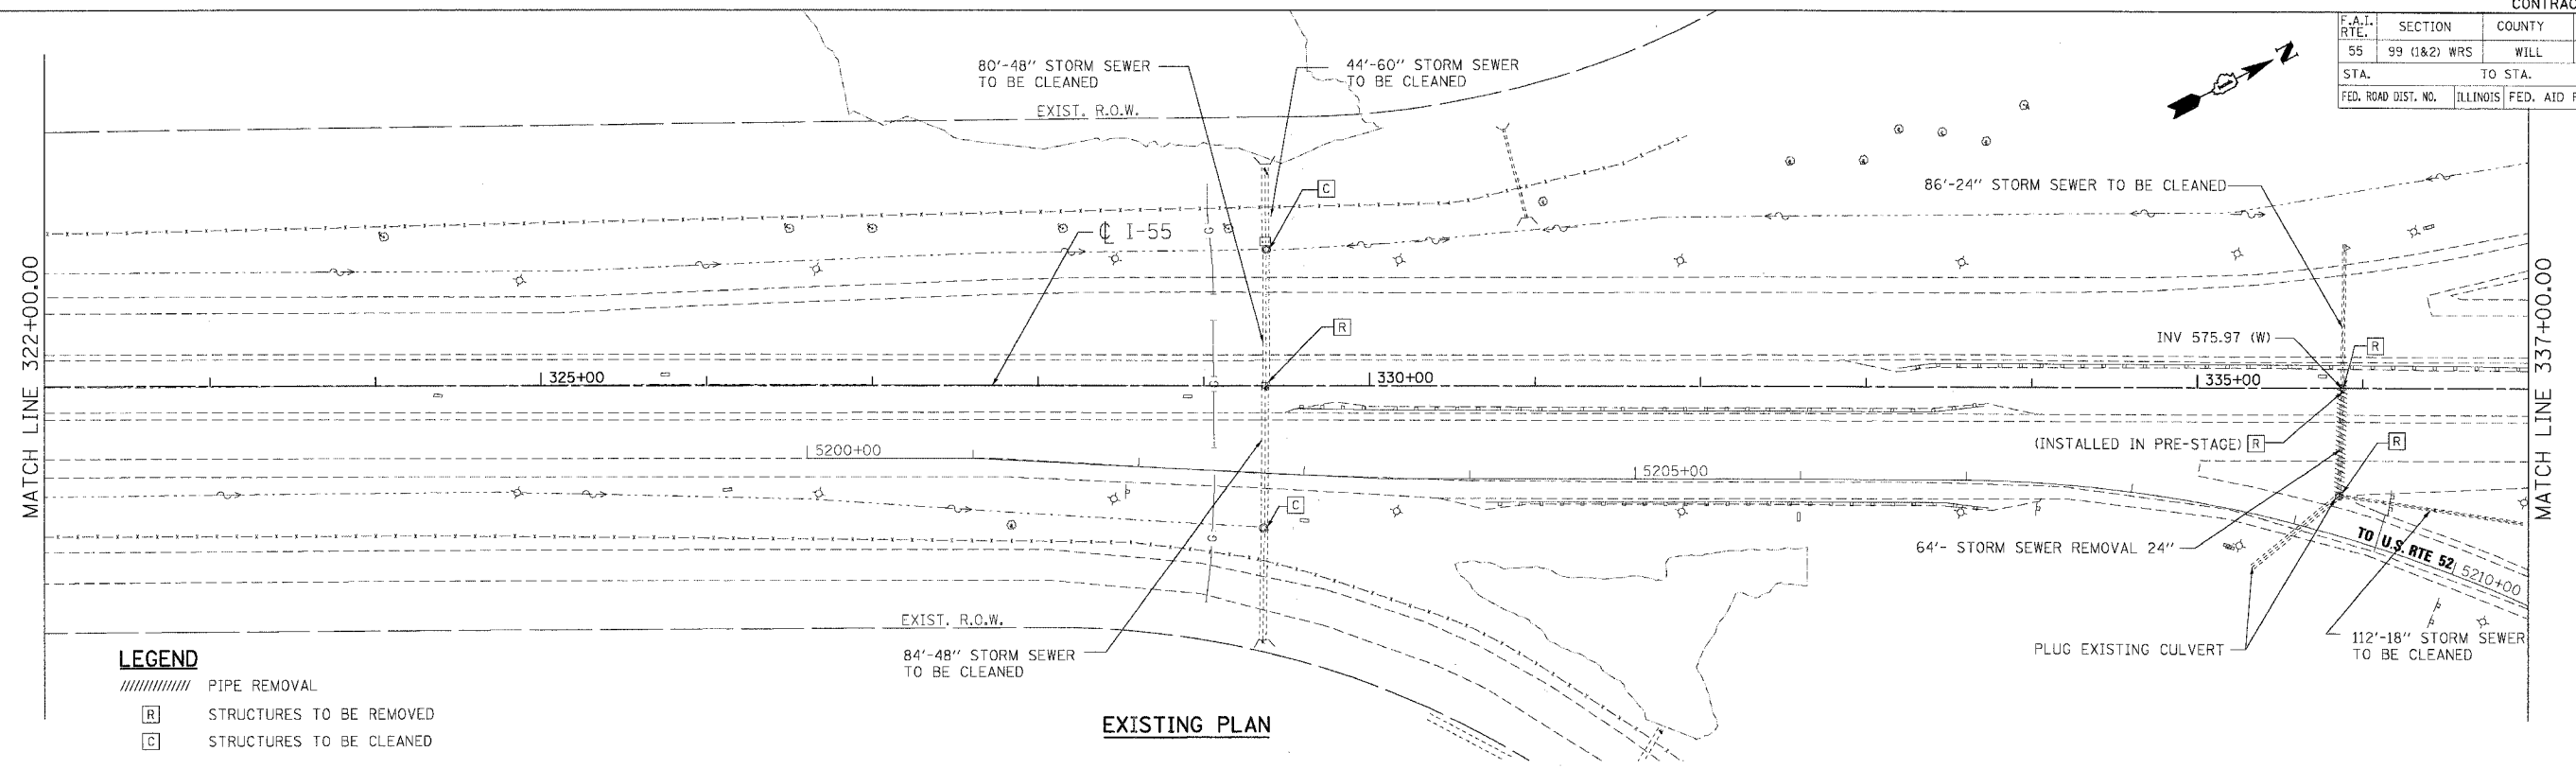 CONTRAC
F.A.I. RTE. SECTION COUNTY
55 99 (1&2) WRS WILL
STA. TO STA.
FED. ROAD DIST. NO. ILLINOIS FED. AID
N
80'-48" STORM SEWER
TO BE CLEANED
44'-60" STORM SEWER
TO BE CLEANED
EXIST. R.O.W.
C
86'-24" STORM SEWER TO BE CLEANED
G
℄ I-55
MATCH LINE 322+00.00
MATCH LINE 337+00.00
R
INV 575.97 (W)
R
325+00
G
330+00
335+00
(INSTALLED IN PRE-STAGE) R
R
5200+00
5205+00
C
G
64'- STORM SEWER REMOVAL 24"
TO U.S. RTE 52
5210+00
EXIST. R.O.W.
84'-48" STORM SEWER
TO BE CLEANED
PLUG EXISTING CULVERT
112'-18" STORM SEWER
TO BE CLEANED
LEGEND
PIPE REMOVAL
R STRUCTURES TO BE REMOVED
C STRUCTURES TO BE CLEANED
EXISTING PLAN